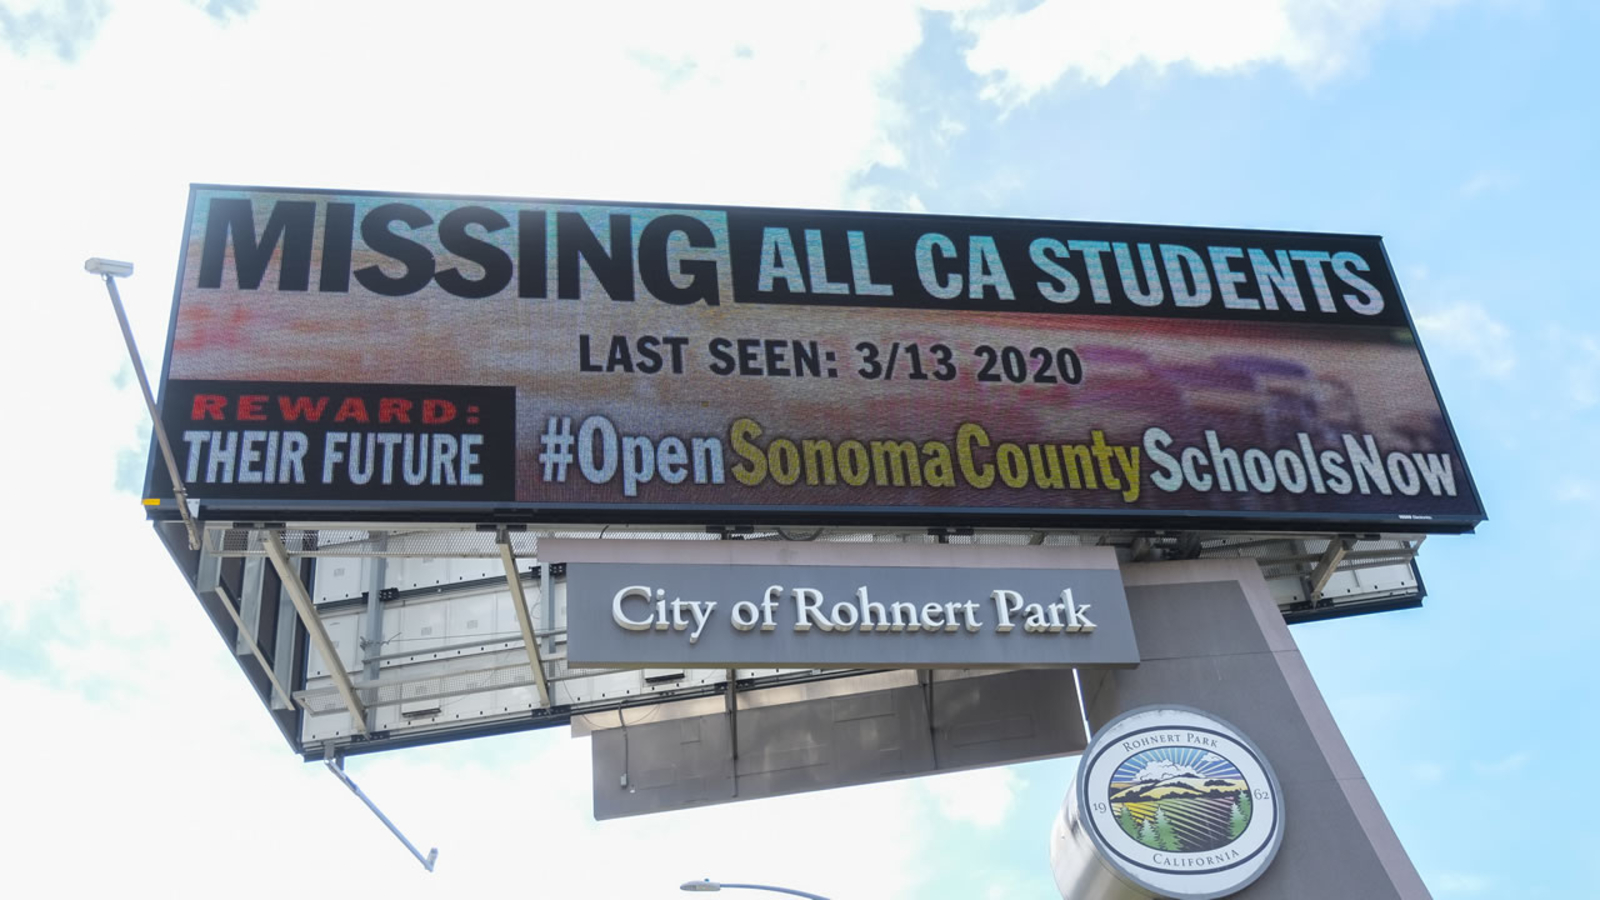 MISSING ALL CA STUDENTS
LAST SEEN: 3/13 2020
REWARD:
THEIR FUTURE
#OpenSonomaCountySchoolsNow
City of Rohnert Park
ROHNERT PARK
19 62
CALIFORNIA